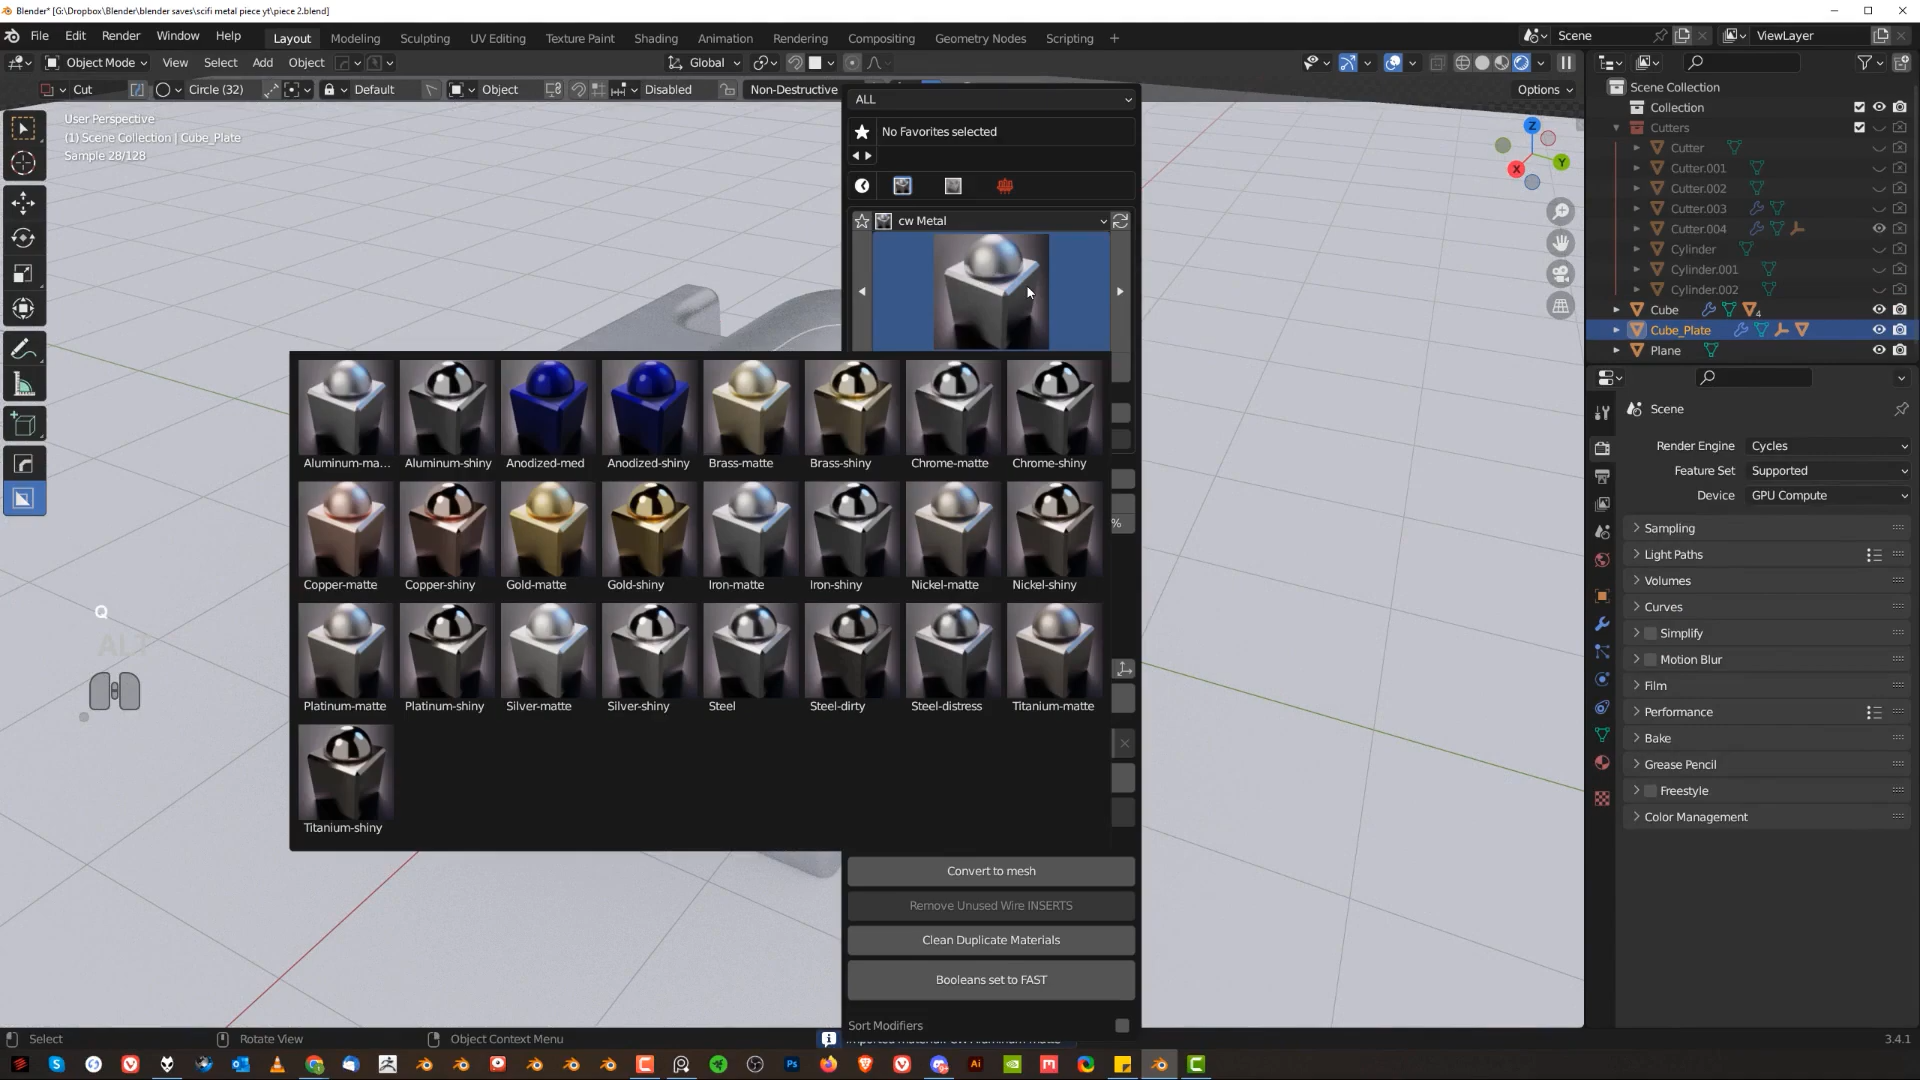 Blender* [G:\Dropbox\Blender\blender saves\scifi metal piece yt\piece 2.blend]
File Edit Render Window Help
Layout Modeling Sculpting UV Editing Texture Paint Shading Animation Rendering Compositing Geometry Nodes Scripting +
Scene
ViewLayer
Object Mode View Select Add Object
Global
Cut
Circle (32)
Default
Object
Disabled
Non-Destructive
Options
User Perspective
(1) Scene Collection | Cube_Plate
Sample 28/128
ALL
No Favorites selected
cw Metal
Aluminum-ma... Aluminum-shiny Anodized-med Anodized-shiny Brass-matte Brass-shiny Chrome-matte Chrome-shiny
Copper-matte Copper-shiny Gold-matte Gold-shiny Iron-matte Iron-shiny Nickel-matte Nickel-shiny
Platinum-matte Platinum-shiny Silver-matte Silver-shiny Steel Steel-dirty Steel-distress Titanium-matte
Titanium-shiny
%
Convert to mesh
Remove Unused Wire INSERTS
Clean Duplicate Materials
Booleans set to FAST
Sort Modifiers
Q
ALT
Z
Y
X
Scene Collection
Collection
Cutters
Cutter
Cutter.001
Cutter.002
Cutter.003
Cutter.004
Cylinder
Cylinder.001
Cylinder.002
Cube 4
Cube_Plate
Plane
Scene
Render Engine Cycles
Feature Set Supported
Device GPU Compute
Sampling
Light Paths
Volumes
Curves
Simplify
Motion Blur
Film
Performance
Bake
Grease Pencil
Freestyle
Color Management
Select
Rotate View
Object Context Menu
3.4.1